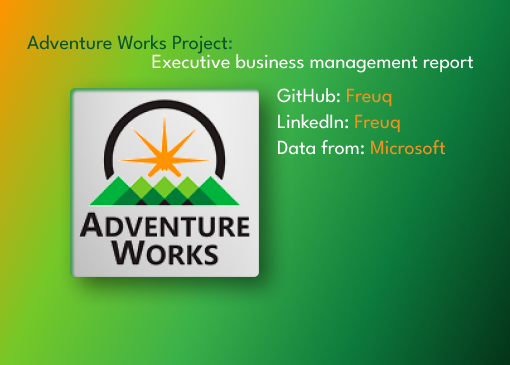 Adventure Works Project:
Executive business management report
GitHub: Freuq
LinkedIn: Freuq
Data from: Microsoft
ADVENTURE
WORKS